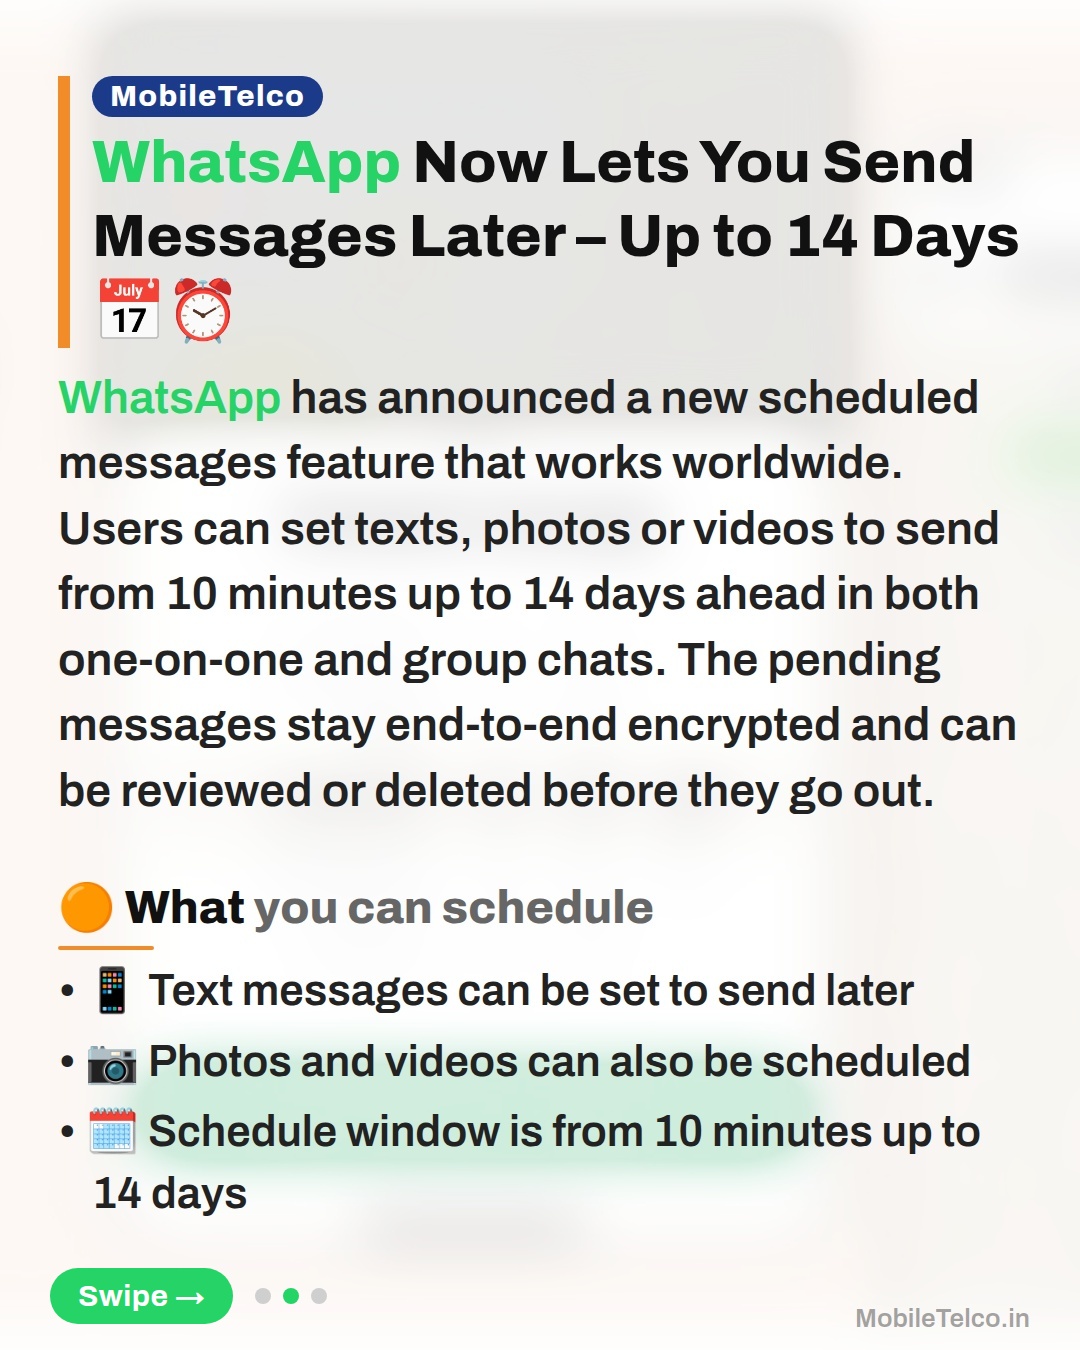 MobileTelco
WhatsApp Now Lets You Send
Messages Later – Up to 14 Days
July
17
WhatsApp has announced a new scheduled
messages feature that works worldwide.
Users can set texts, photos or videos to send
from 10 minutes up to 14 days ahead in both
one-on-one and group chats. The pending
messages stay end-to-end encrypted and can
be reviewed or deleted before they go out.
What you can schedule
• Text messages can be set to send later
• Photos and videos can also be scheduled
• Schedule window is from 10 minutes up to
14 days
Swipe →
MobileTelco.in